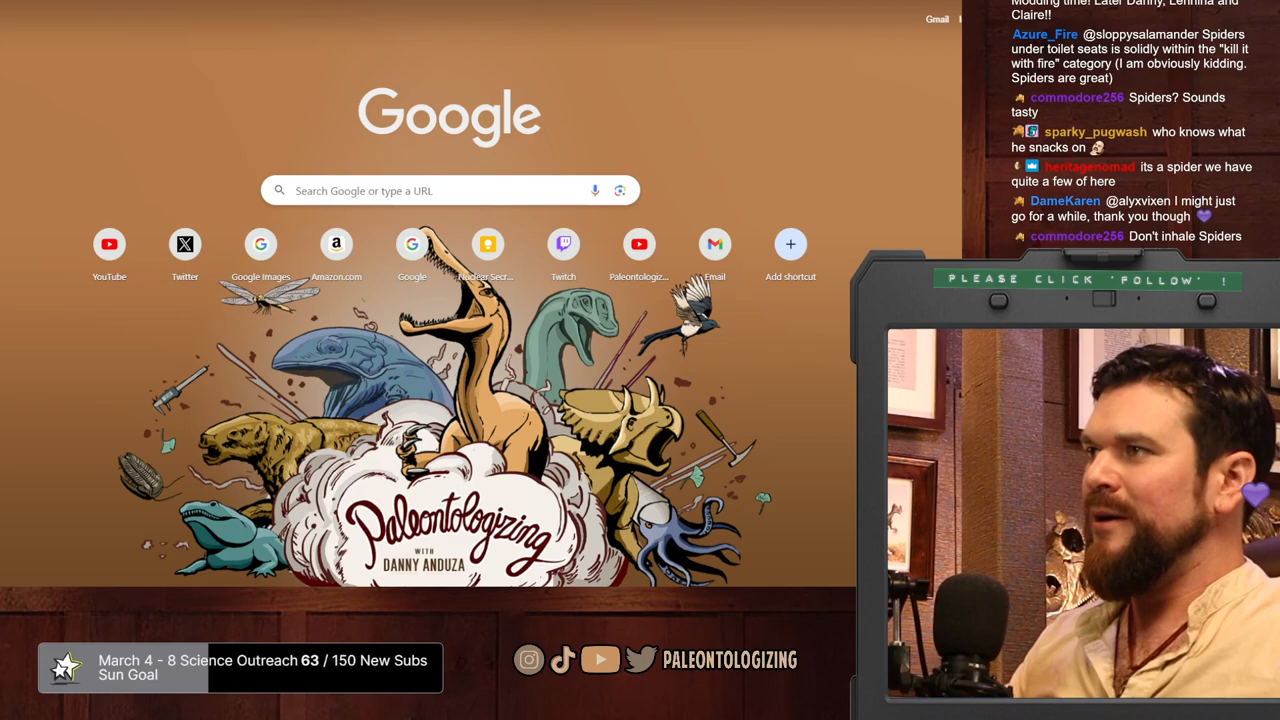 Gmail
Google
Search Google or type a URL
YouTube
Twitter
Google Images
Amazon.com
Google
Nuclear Secr...
Twitch
Paleontologiz...
Email
Add shortcut
Paleontologizing
WITH
DANNY ANDUZA
March 4 - 8 Science Outreach 63 / 150 New Subs
Sun Goal
PALEONTOLOGIZING
Modding time! Later Danny, Lennina and
Claire!!
Azure_Fire @sloppysalamander Spiders
under toilet seats is solidly within the "kill it
with fire" category (I am obviously kidding.
Spiders are great)
commodore256 Spiders? Sounds
tasty
sparky_pugwash who knows what
he snacks on
heritagenomad its a spider we have
quite a few of here
DameKaren @alyxvixen I might just
go for a while, thank you though
commodore256 Don't inhale Spiders
PLEASE CLICK 'FOLLOW' !